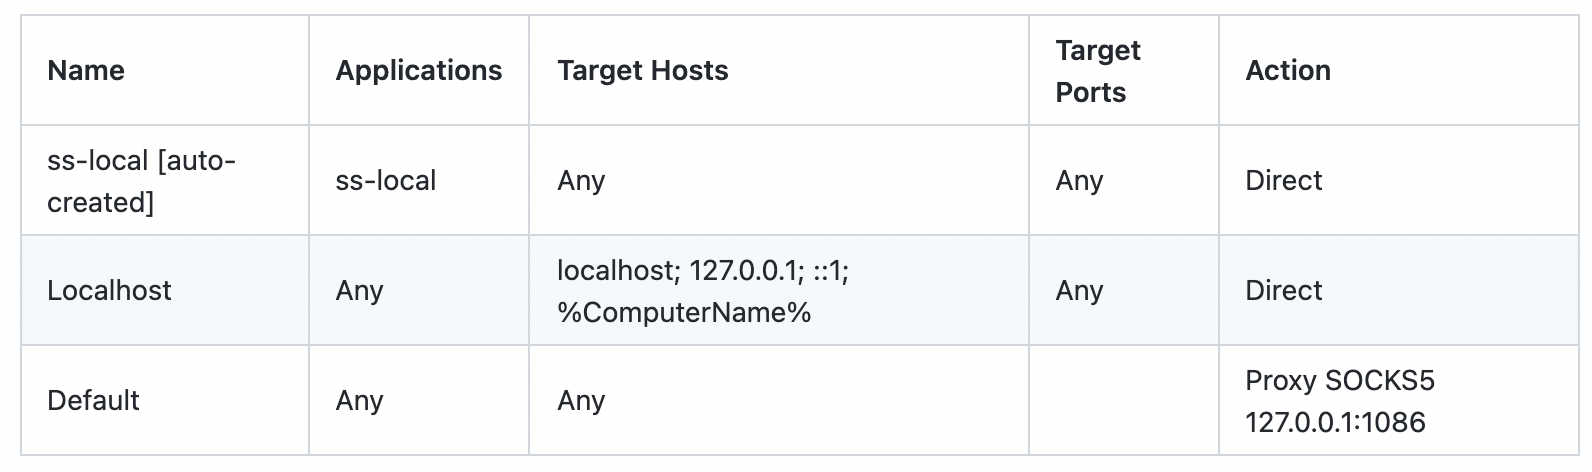 Name
Applications
Target Hosts
Target
Ports
Action
ss-local [auto-
created]
ss-local
Any
Any
Direct
Localhost
Any
localhost; 127.0.0.1; ::1;
%ComputerName%
Any
Direct
Default
Any
Any
Proxy SOCKS5
127.0.0.1:1086